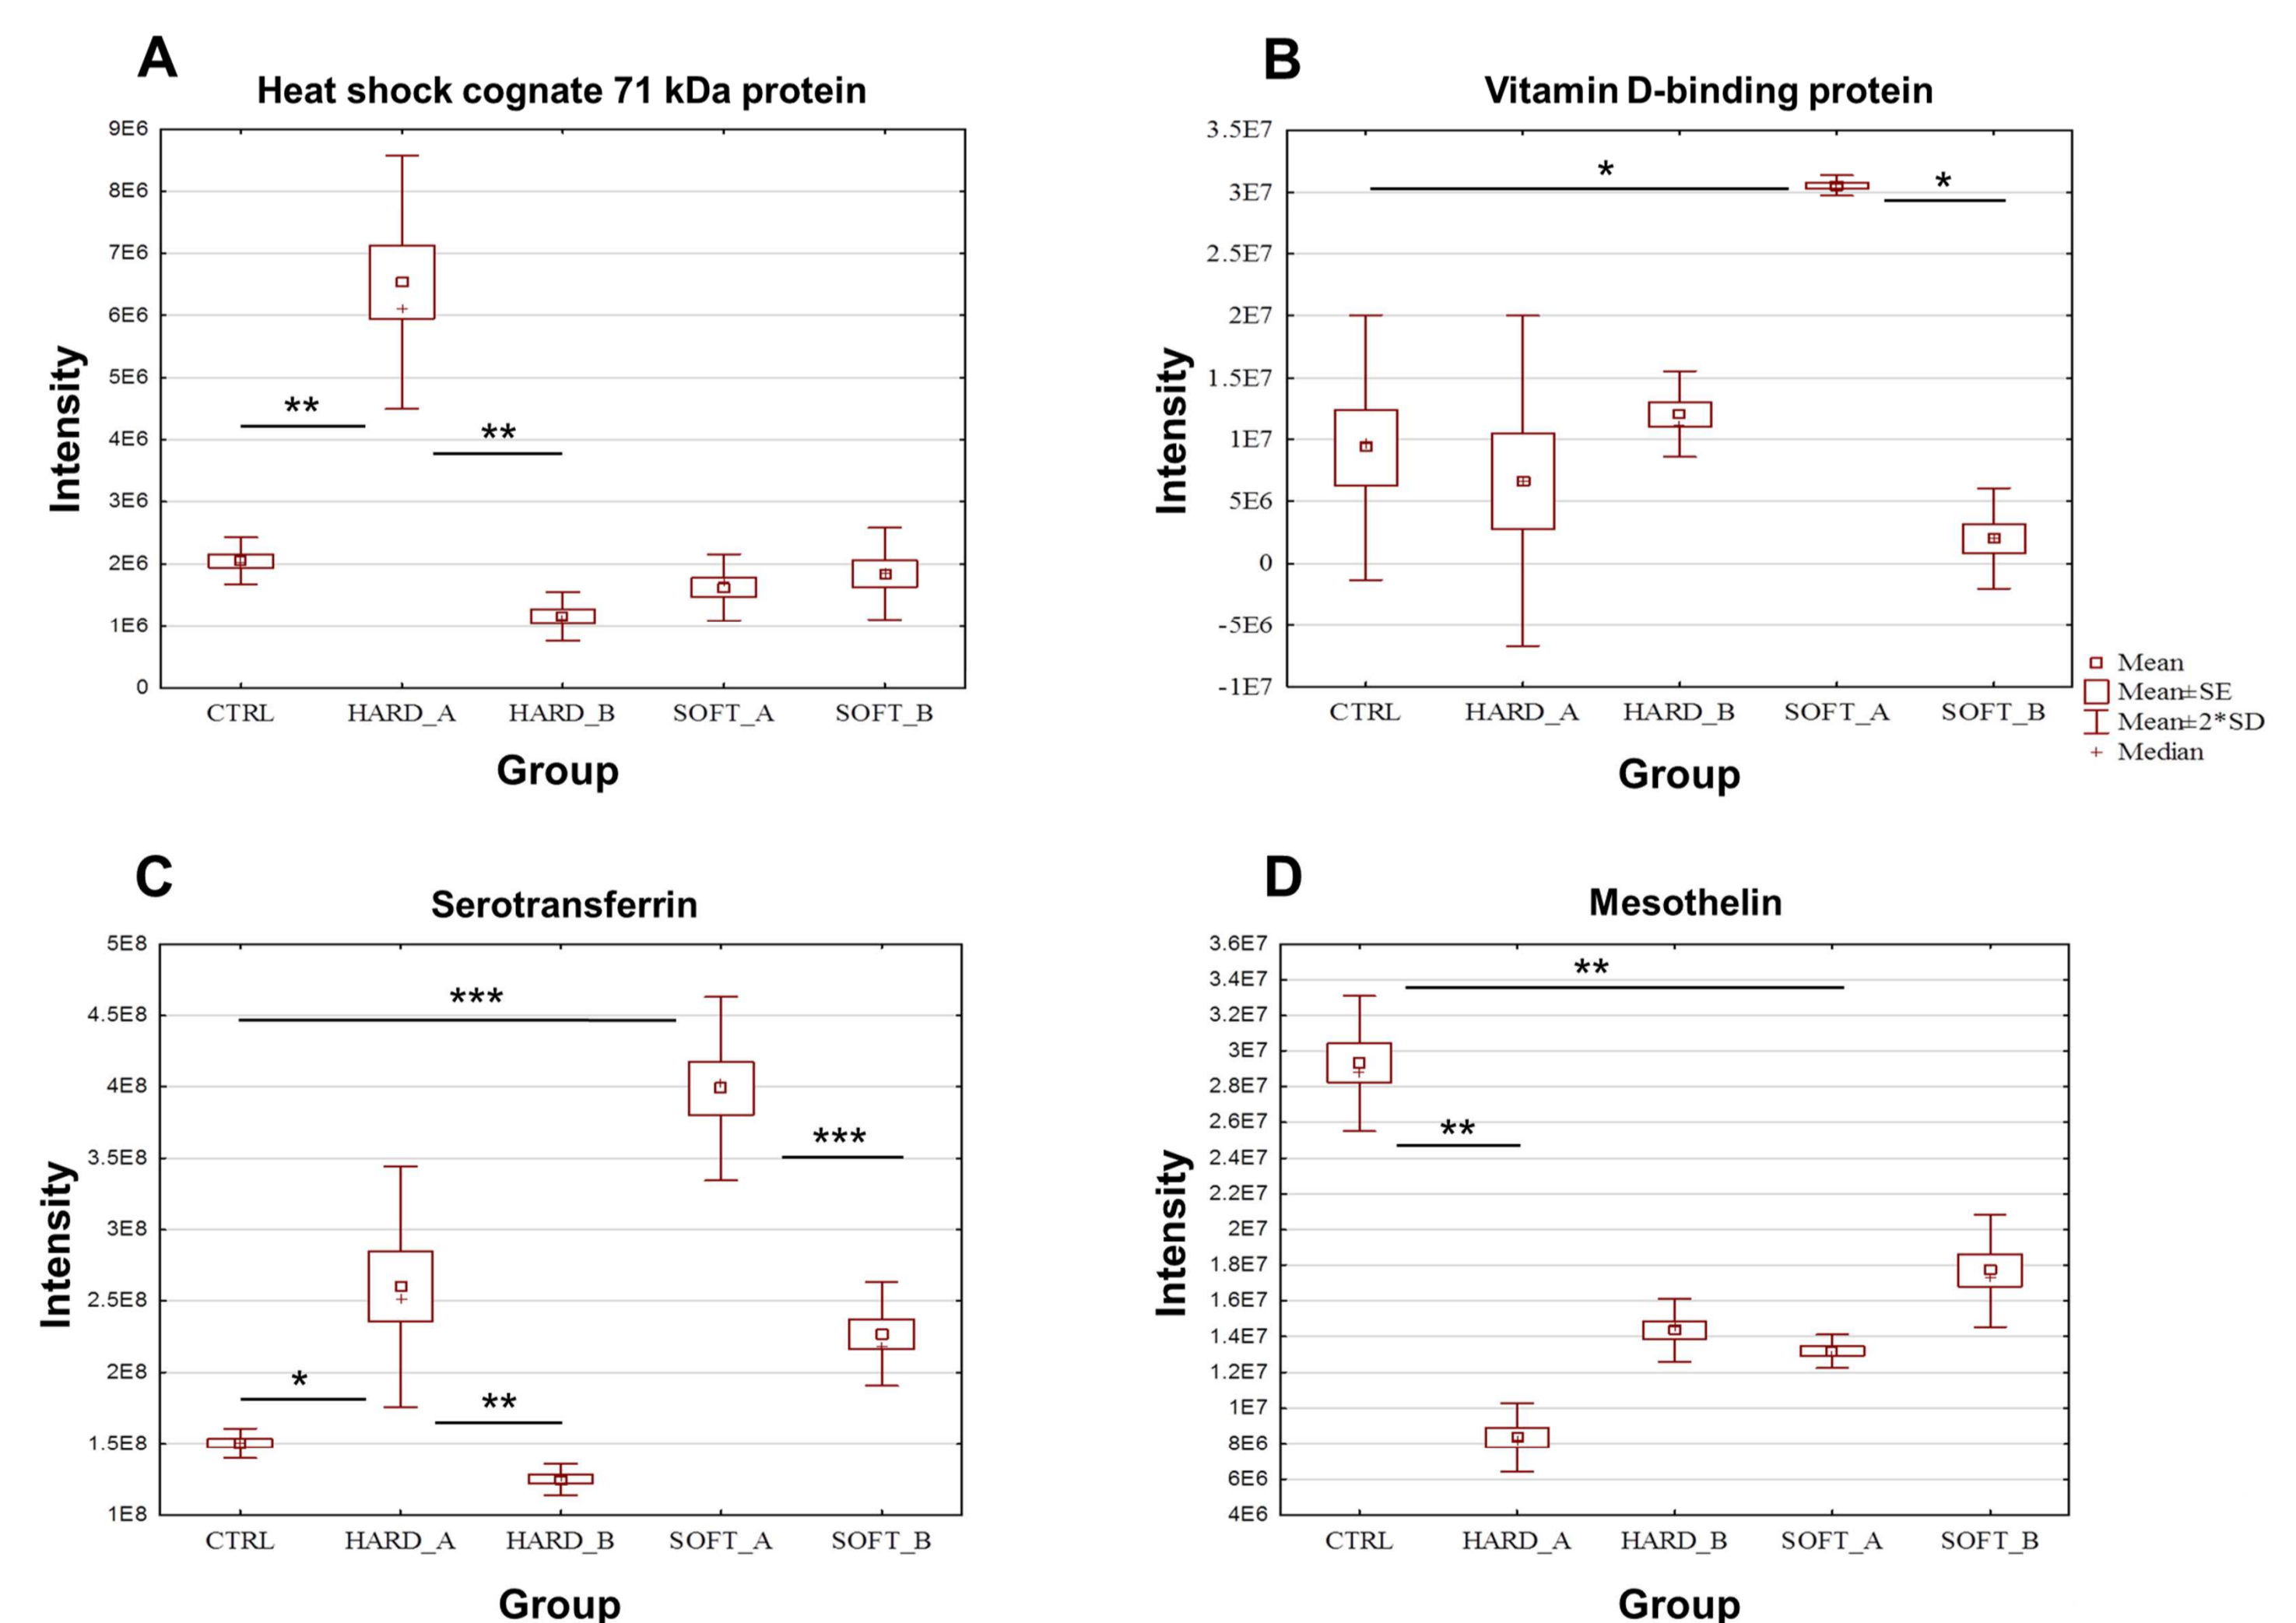 A
Heat shock cognate 71 kDa protein
9E6
8E6
7E6
6E6
5E6
4E6
3E6
2E6
1E6
0
Intensity
**
**
CTRL HARD_A HARD_B SOFT_A SOFT_B
Group
B
Vitamin D-binding protein
3.5E7
3E7
2.5E7
2E7
1.5E7
1E7
5E6
0
-5E6
-1E7
Intensity
*
*
CTRL HARD_A HARD_B SOFT_A SOFT_B
Group
Mean
Mean±SE
Mean±2*SD
Median
C
Serotransferrin
5E8
4.5E8
4E8
3.5E8
3E8
2.5E8
2E8
1.5E8
1E8
Intensity
***
***
*
**
CTRL HARD_A HARD_B SOFT_A SOFT_B
Group
D
Mesothelin
3.6E7
3.4E7
3.2E7
3E7
2.8E7
2.6E7
2.4E7
2.2E7
2E7
1.8E7
1.6E7
1.4E7
1.2E7
1E7
8E6
6E6
4E6
Intensity
**
**
CTRL HARD_A HARD_B SOFT_A SOFT_B
Group